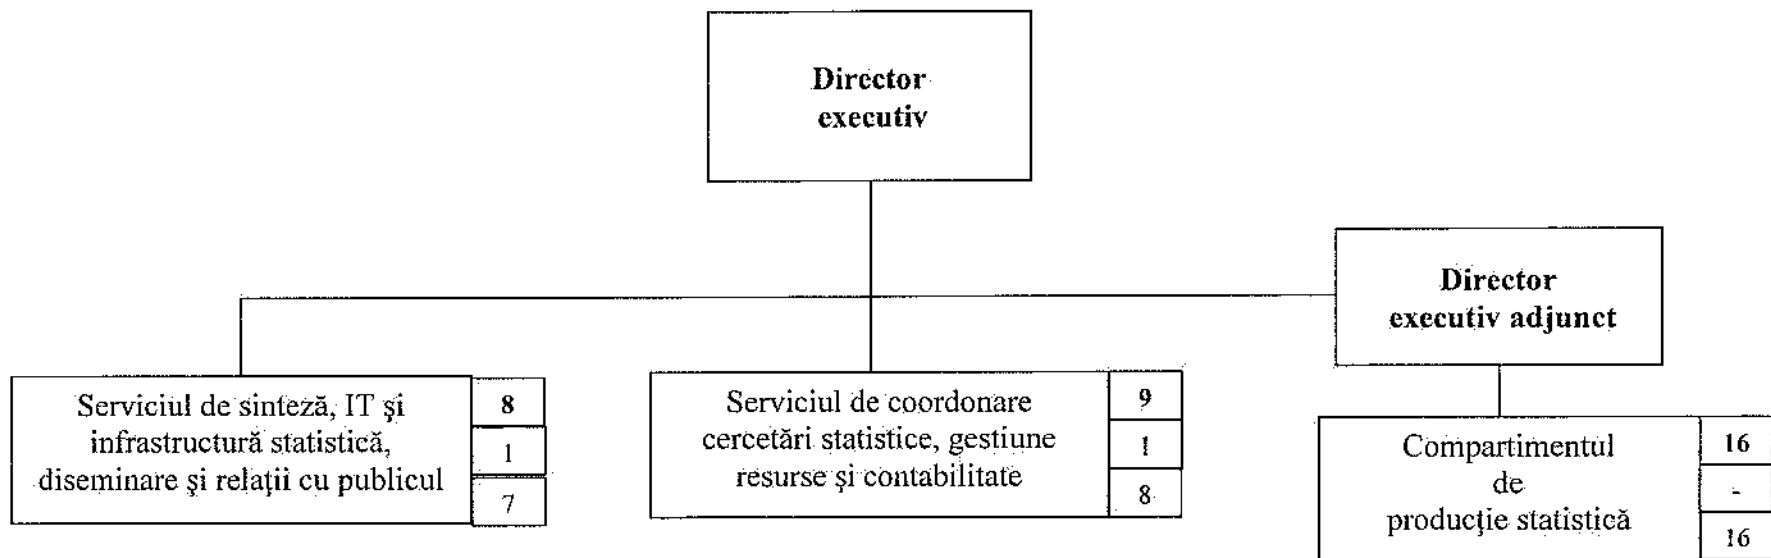 Director
executiv
Director
executiv adjunct
Serviciul de sinteză, IT şi
infrastructură statistică,
diseminare şi relaţii cu publicul
8
1
7
Serviciul de coordonare
cercetări statistice, gestiune
resurse şi contabilitate
9
1
8
Compartimentul
de
producţie statistică
16
-
16